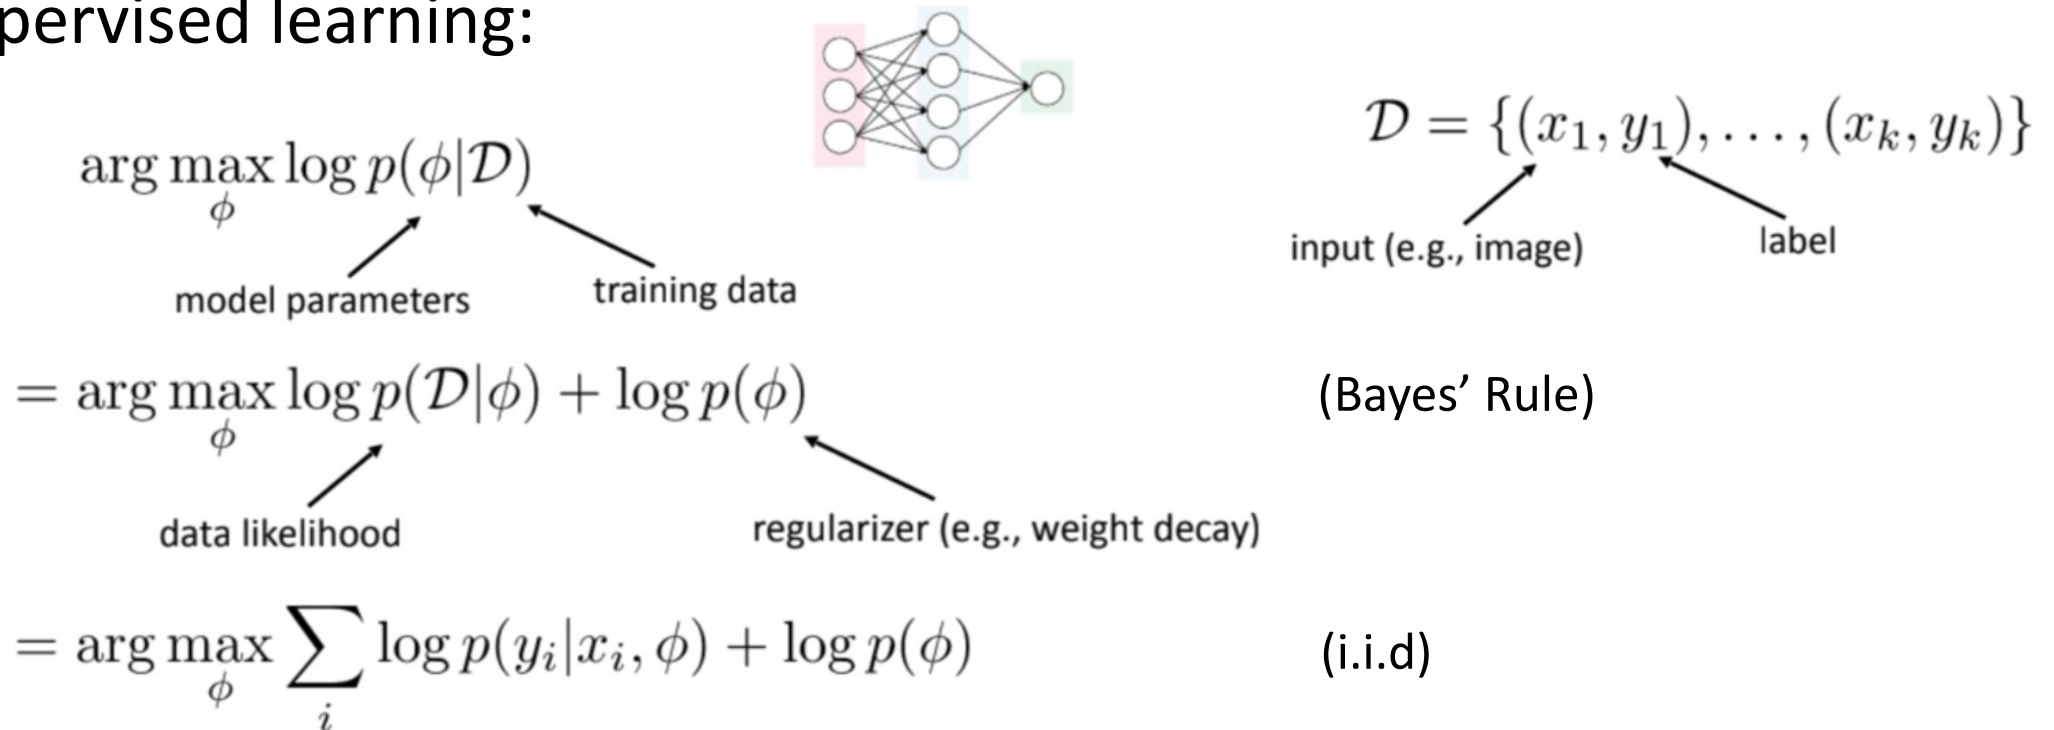 pervised learning:
arg max log p(ϕ|𝒟)
ϕ
model parameters
training data
𝒟 = {(x₁, y₁), . . . , (xₖ, yₖ)}
input (e.g., image)
label
= arg max log p(𝒟|ϕ) + log p(ϕ)
ϕ
(Bayes’ Rule)
data likelihood
regularizer (e.g., weight decay)
= arg max ∑ log p(yᵢ|xᵢ, ϕ) + log p(ϕ)
ϕ i
(i.i.d)